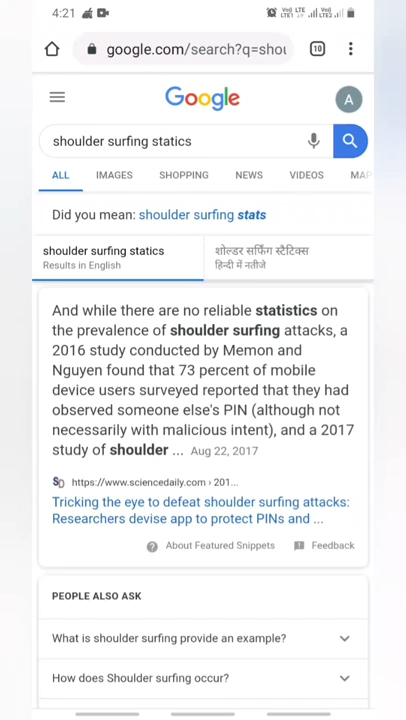 4:21
Vo) LTE
LTE1
Vo)
LTE2
google.com/search?q=shou
10
Google
A
shoulder surfing statics
ALL IMAGES SHOPPING NEWS VIDEOS MAP
Did you mean: shoulder surfing stats
shoulder surfing statics
Results in English
शोल्डर सर्फिंग स्टैटिक्स
हिन्दी में नतीजे
And while there are no reliable statistics on
the prevalence of shoulder surfing attacks, a
2016 study conducted by Memon and
Nguyen found that 73 percent of mobile
device users surveyed reported that they had
observed someone else's PIN (although not
necessarily with malicious intent), and a 2017
study of shoulder ... Aug 22, 2017
SD https://www.sciencedaily.com › 201...
Tricking the eye to defeat shoulder surfing attacks:
Researchers devise app to protect PINs and ...
About Featured Snippets Feedback
PEOPLE ALSO ASK
What is shoulder surfing provide an example?
How does Shoulder surfing occur?